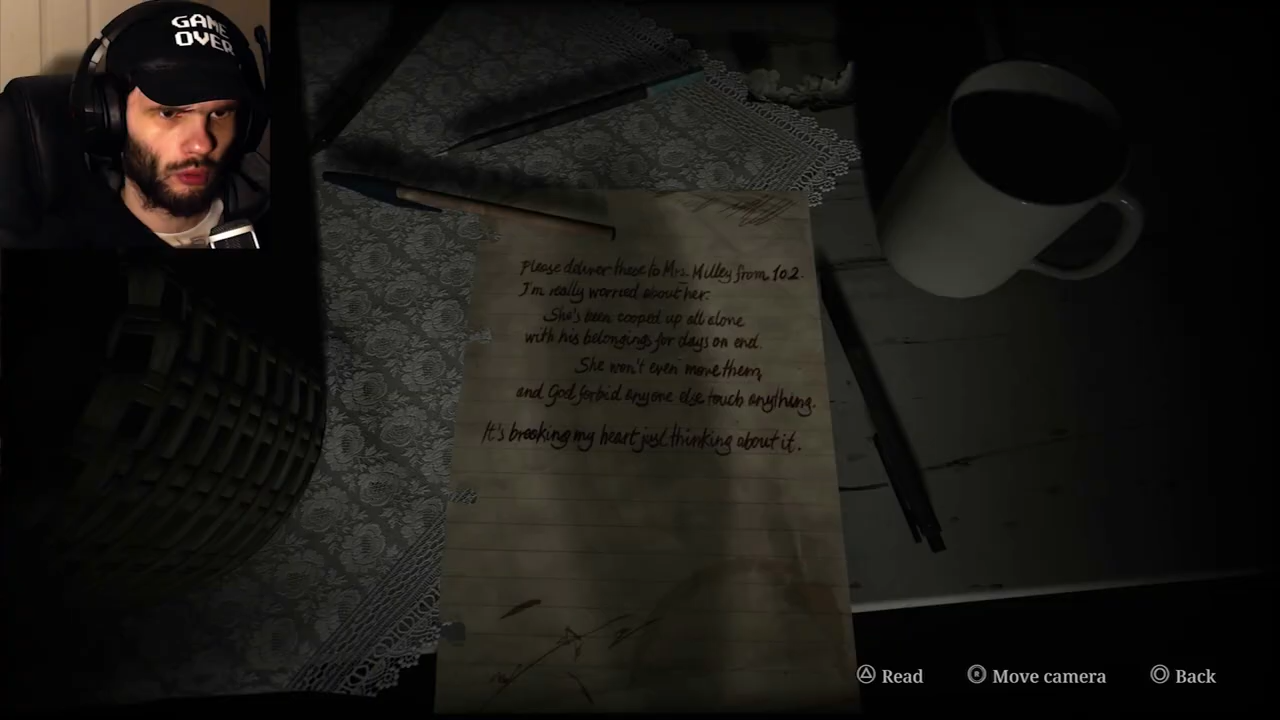 GAME
OVER
Please deliver these to Mrs. Milley from 102.
I'm really worried about her.
She's been cooped up all alone
with his belongings for days on end.
She won't even move them,
and God forbid anyone else touch anything.
It's breaking my heart just thinking about it.
Read
R
Move camera
Back